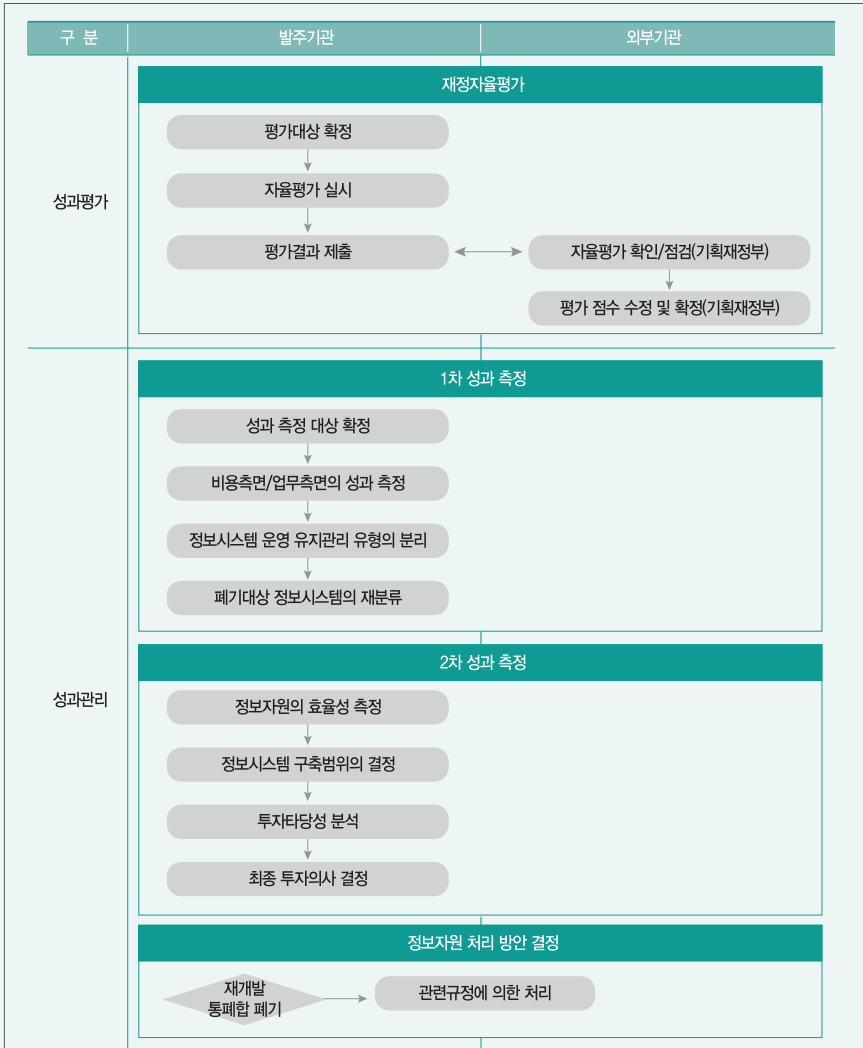 구 분
발주기관
외부기관
성과평가
재정자율평가
평가대상 확정
자율평가 실시
평가결과 제출
자율평가 확인/점검(기획재정부)
평가 점수 수정 및 확정(기획재정부)
성과관리
1차 성과 측정
성과 측정 대상 확정
비용측면/업무측면의 성과 측정
정보시스템 운영 유지관리 유형의 분리
폐기대상 정보시스템의 재분류
2차 성과 측정
정보자원의 효율성 측정
정보시스템 구축범위의 결정
투자타당성 분석
최종 투자의사 결정
정보자원 처리 방안 결정
재개발
통폐합 폐기
관련규정에 의한 처리